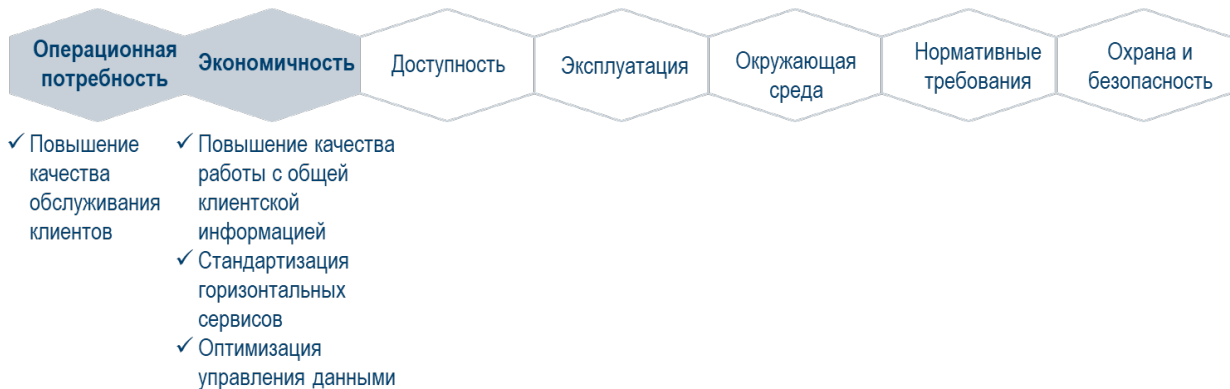 Операционная
потребность
Экономичность
Доступность
Эксплуатация
Окружающая
среда
Нормативные
требования
Охрана и
безопасность
✓ Повышение
качества
обслуживания
клиентов
✓ Повышение качества
работы с общей
клиентской
информацией
✓ Стандартизация
горизонтальных
сервисов
✓ Оптимизация
управления данными